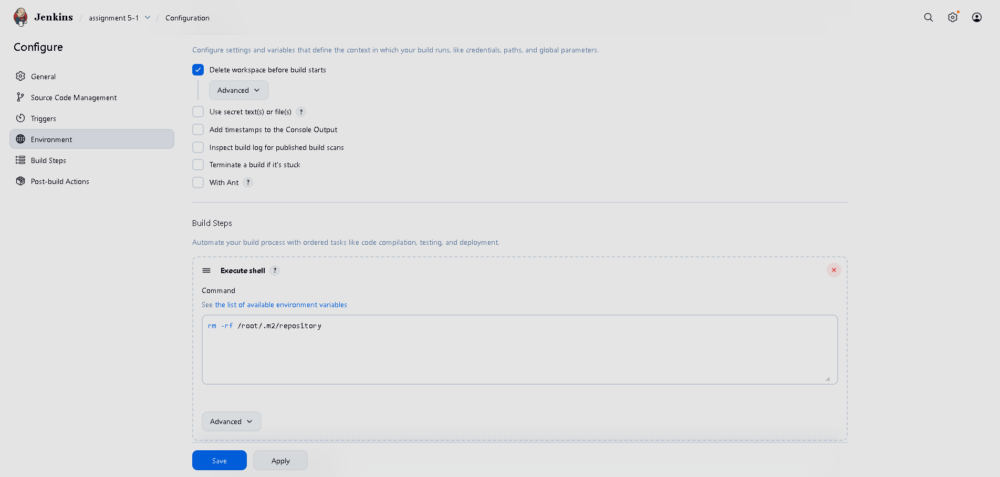 Jenkins / assignment 5-1 / Configuration
Configure
General
Source Code Management
Triggers
Environment
Build Steps
Post-build Actions
Configure settings and variables that define the context in which your build runs, like credentials, paths, and global parameters.
Delete workspace before build starts
Advanced
Use secret text(s) or file(s) ?
Add timestamps to the Console Output
Inspect build log for published build scans
Terminate a build if it's stuck
With Ant ?
Build Steps
Automate your build process with ordered tasks like code compilation, testing, and deployment.
Execute shell ?
Command
See the list of available environment variables
rm -rf /root/.m2/repository
Advanced
Save
Apply